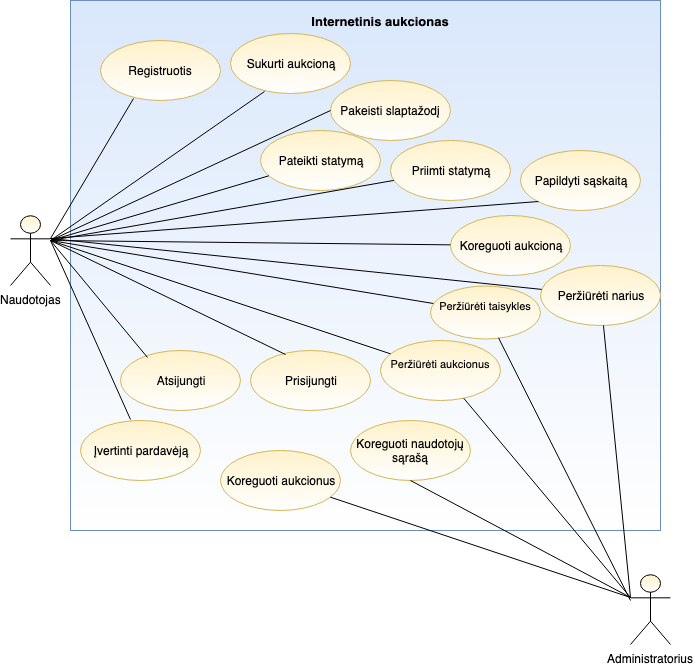 Internetinis aukcionas
Registruotis
Sukurti aukcioną
Pakeisti slaptažodį
Pateikti statymą
Priimti statymą
Papildyti sąskaitą
Koreguoti aukcioną
Naudotojas
Peržiūrėti taisykles
Peržiūrėti narius
Peržiūrėti aukcionus
Atsijungti
Prisijungti
Įvertinti pardavėją
Koreguoti naudotojų
sąrašą
Koreguoti aukcionus
Administratorius